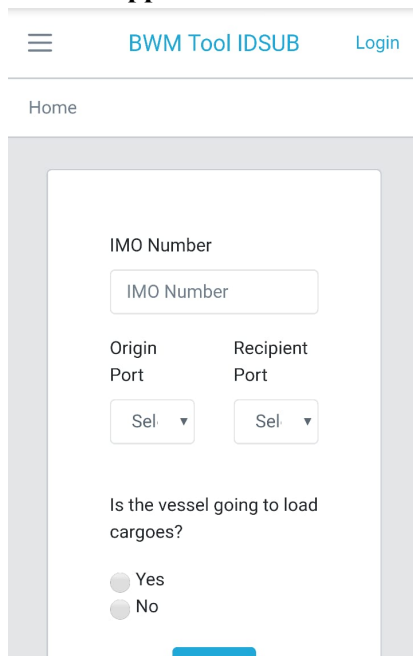 BWM Tool IDSUB Login
Home
IMO Number
IMO Number
Origin Recipient
Port Port
Sel Sel
Is the vessel going to load
cargoes?
Yes
No